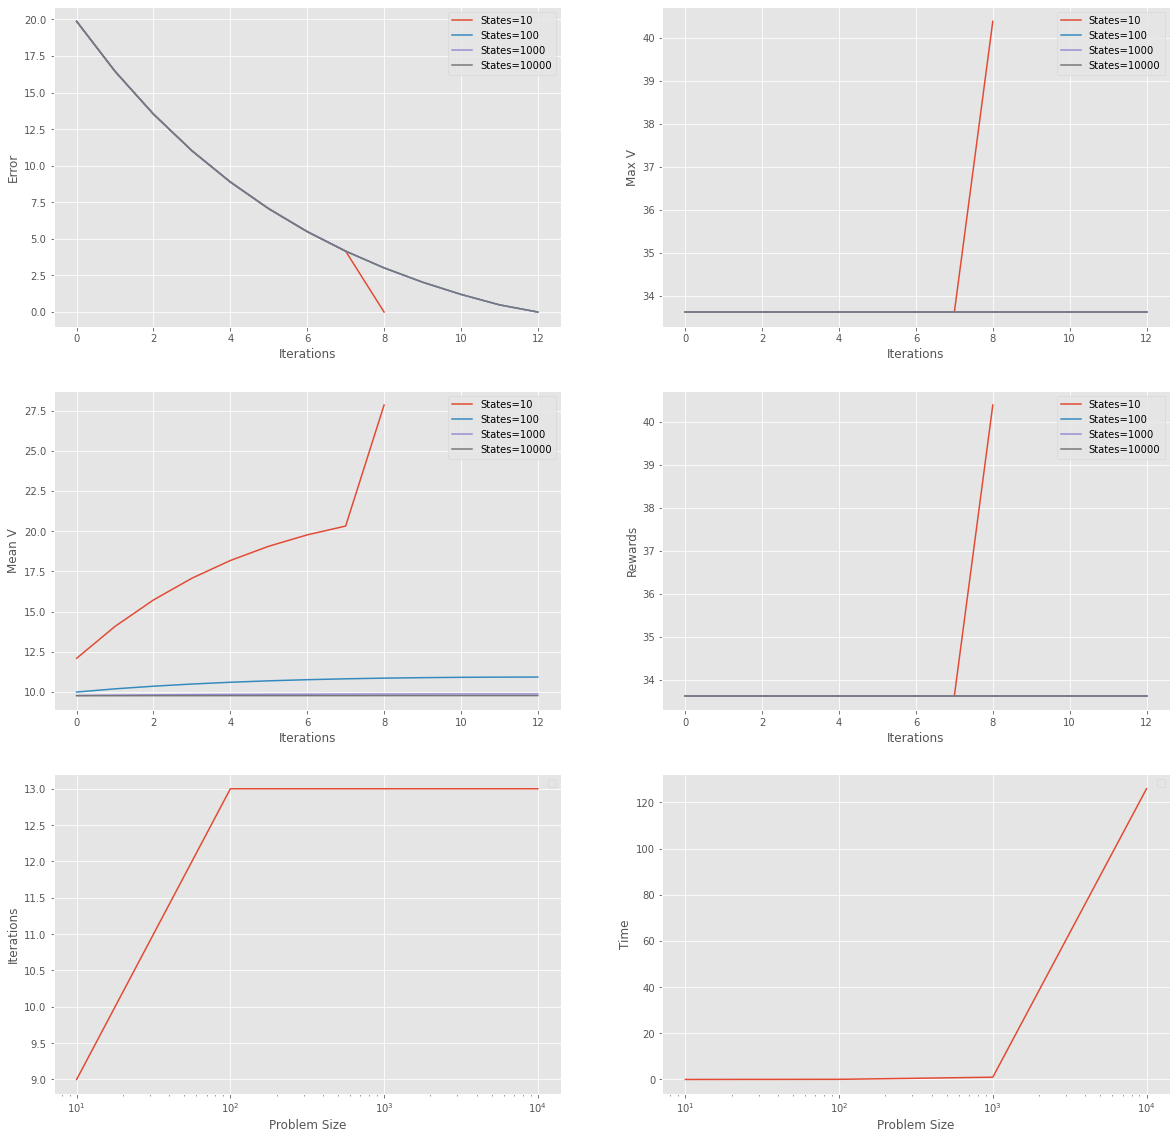 20.0
17.5
15.0
12.5
10.0
7.5
5.0
2.5
0.0
Error
0 2 4 6 8 10 12
Iterations
States=10
States=100
States=1000
States=10000
40
39
38
37
36
35
34
Max V
0 2 4 6 8 10 12
Iterations
States=10
States=100
States=1000
States=10000
27.5
25.0
22.5
20.0
17.5
15.0
12.5
10.0
Mean V
0 2 4 6 8 10 12
Iterations
States=10
States=100
States=1000
States=10000
40
39
38
37
36
35
34
Rewards
0 2 4 6 8 10 12
Iterations
States=10
States=100
States=1000
States=10000
13.0
12.5
12.0
11.5
11.0
10.5
10.0
9.5
9.0
Iterations
10¹ 10² 10³ 10⁴
Problem Size
120
100
80
60
40
20
0
Time
10¹ 10² 10³ 10⁴
Problem Size